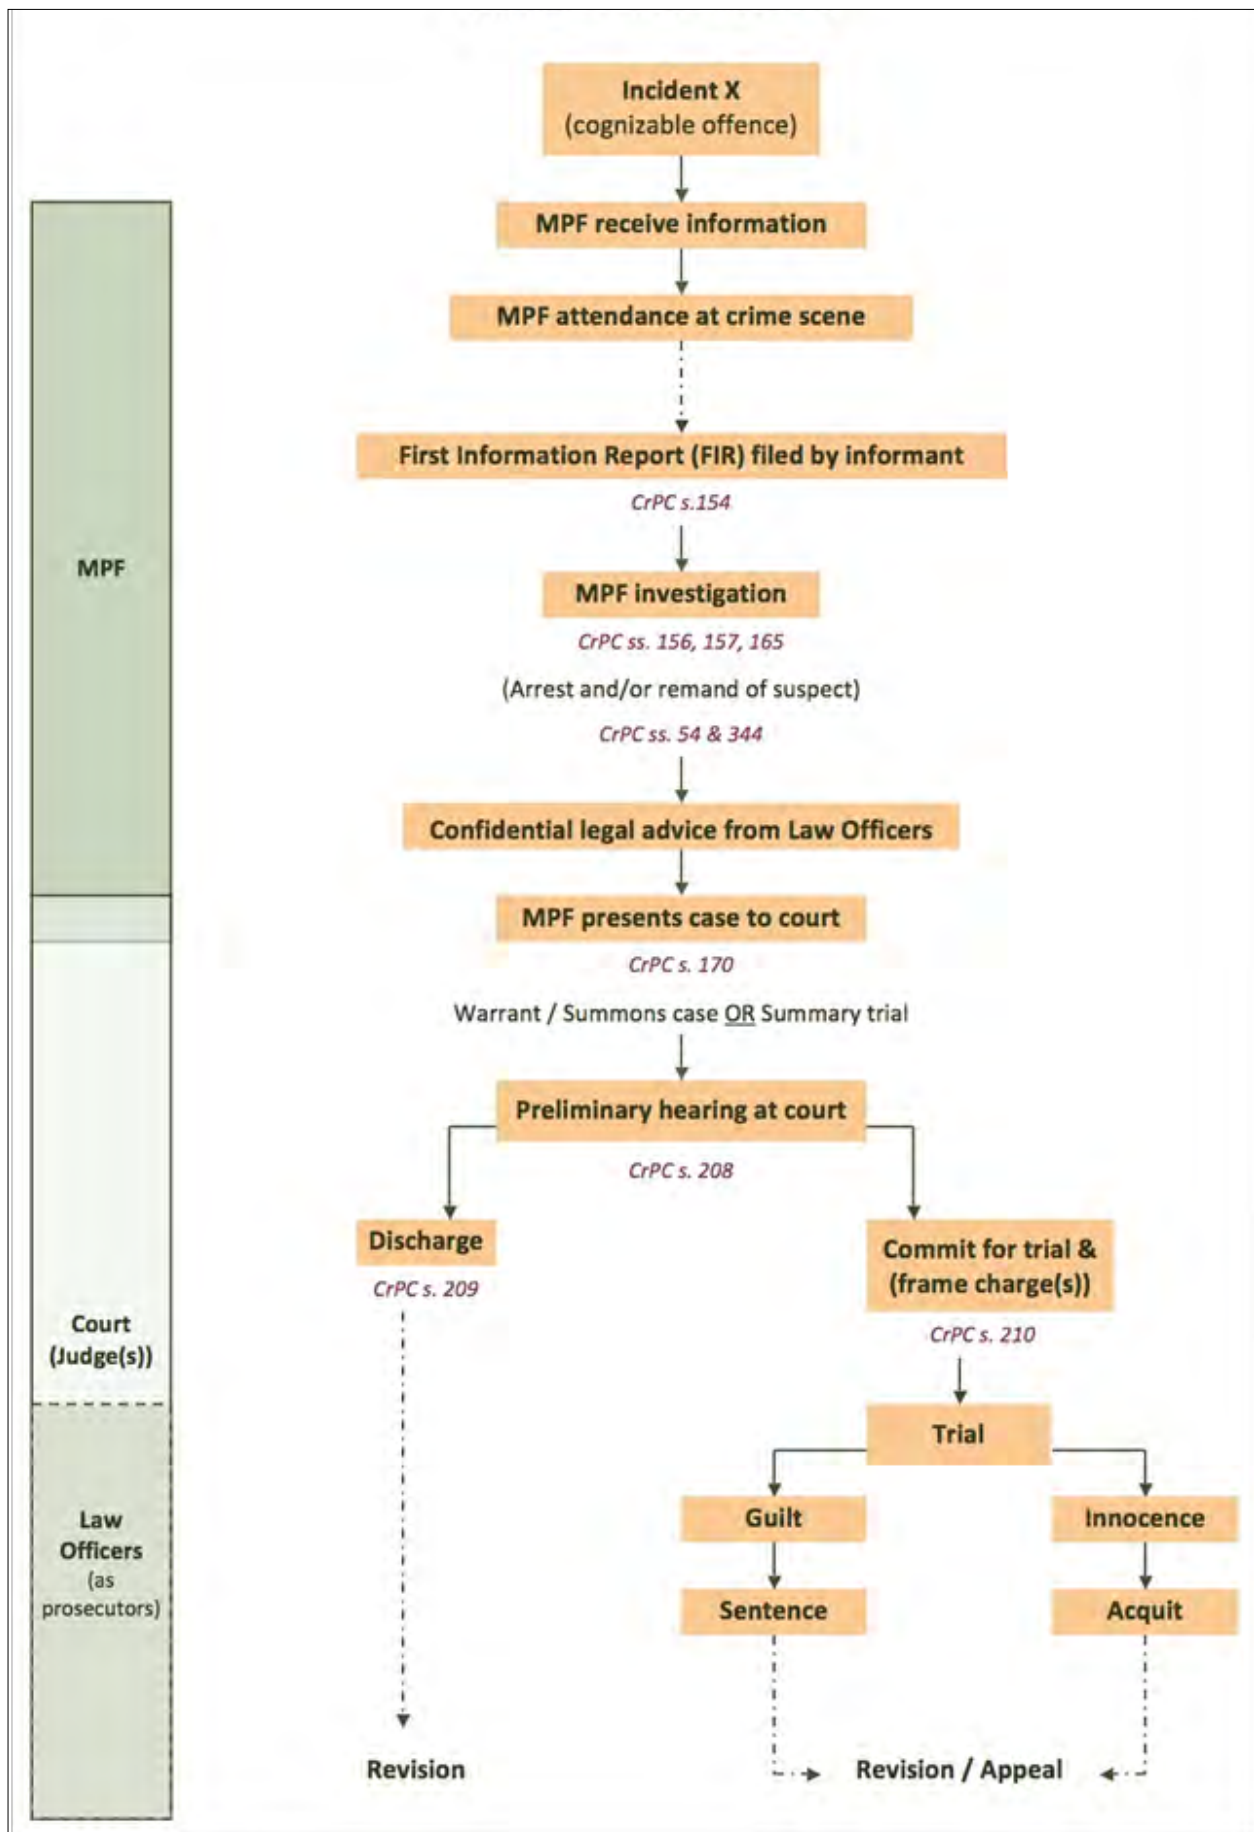 Incident X
(cognizable offence)
MPF receive information
MPF attendance at crime scene
First Information Report (FIR) filed by informant
CrPC s.154
MPF
MPF investigation
CrPC ss. 156, 157, 165
(Arrest and/or remand of suspect)
CrPC ss. 54 & 344
Confidential legal advice from Law Officers
MPF presents case to court
CrPC s. 170
Warrant / Summons case OR Summary trial
Preliminary hearing at court
CrPC s. 208
Discharge
CrPC s. 209
Commit for trial &
(frame charge(s))
CrPC s. 210
Court
(Judge(s))
Trial
Guilt
Innocence
Sentence
Acquit
Law
Officers
(as
prosecutors)
Revision
Revision / Appeal